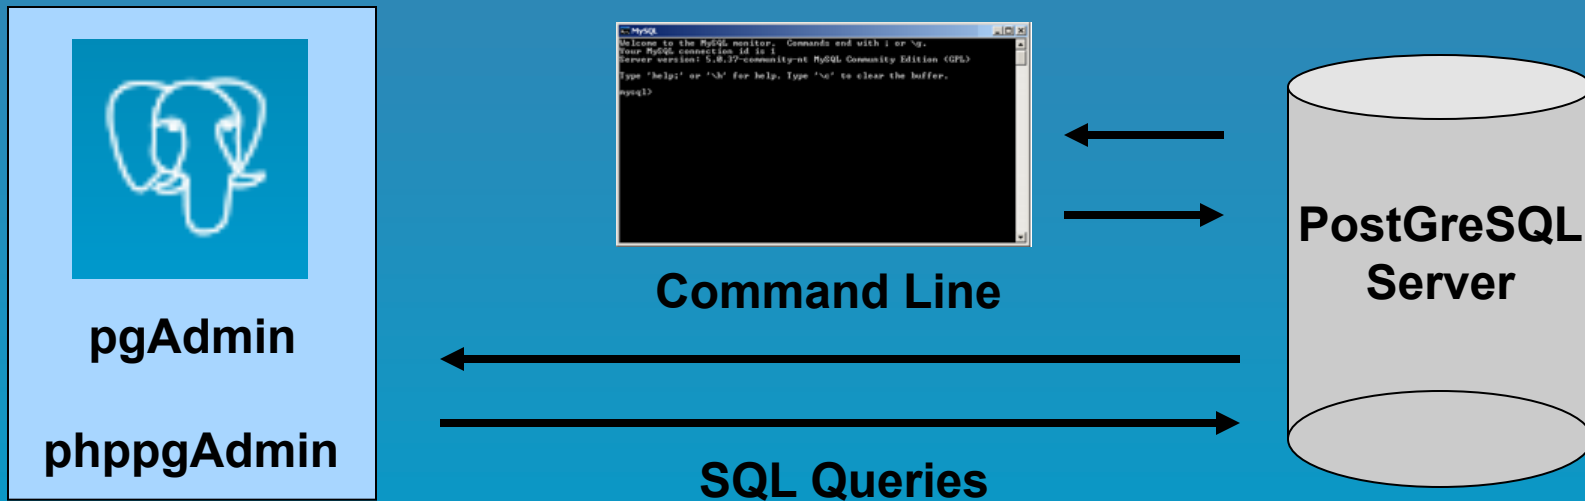 MySQL
Welcome to the MySQL monitor.  Commands end with ; or \g.
Your MySQL connection id is 1
Server version: 5.0.37-community-nt MySQL Community Edition (GPL)
Type 'help;' or '\h' for help. Type '\c' to clear the buffer.
mysql>
Command Line
PostGreSQL
Server
pgAdmin
phppgAdmin
SQL Queries